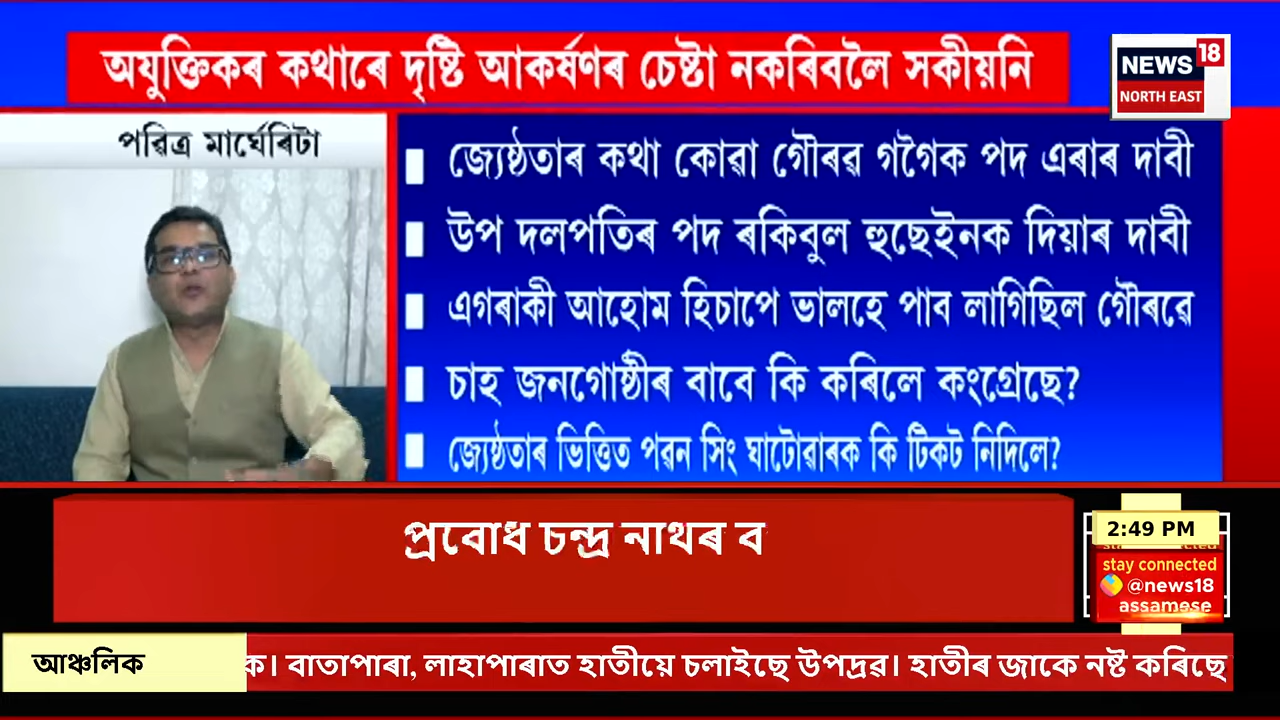 অযুক্তিকৰ কথাৰে দৃষ্টি আকৰ্ষণৰ চেষ্টা নকৰিবলৈ সকীয়নি
NEWS 18
NORTH EAST
পৱিত্ৰ মাৰ্ঘেৰিটা
জ্যেষ্ঠতাৰ কথা কোৱা গৌৰৱ গগৈক পদ এৰাৰ দাবী
উপ দলপতিৰ পদ ৰকিবুল হুছেইনক দিয়াৰ দাবী
এগৰাকী আহোম হিচাপে ভালহে পাব লাগিছিল গৌৰৱে
চাহ জনগোষ্ঠীৰ বাবে কি কৰিলে কংগ্ৰেছে?
জ্যেষ্ঠতাৰ ভিত্তিত পৱন সিং ঘাটোৱাৰক কি টিকট নিদিলে?
প্ৰবোধ চন্দ্ৰ নাথৰ ব
2:49 PM
stay connected
@news18
assamese
আঞ্চলিক
ক। বাতাপাৰা, লাহাপাৰাত হাতীয়ে চলাইছে উপদ্ৰৱ। হাতীৰ জাকে নষ্ট কৰিছে